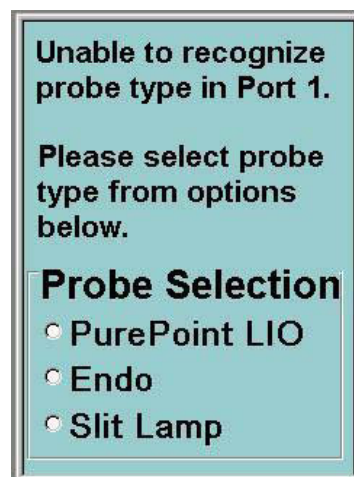 Unable to recognize
probe type in Port 1.
Please select probe
type from options
below.
Probe Selection
PurePoint LIO
Endo
Slit Lamp